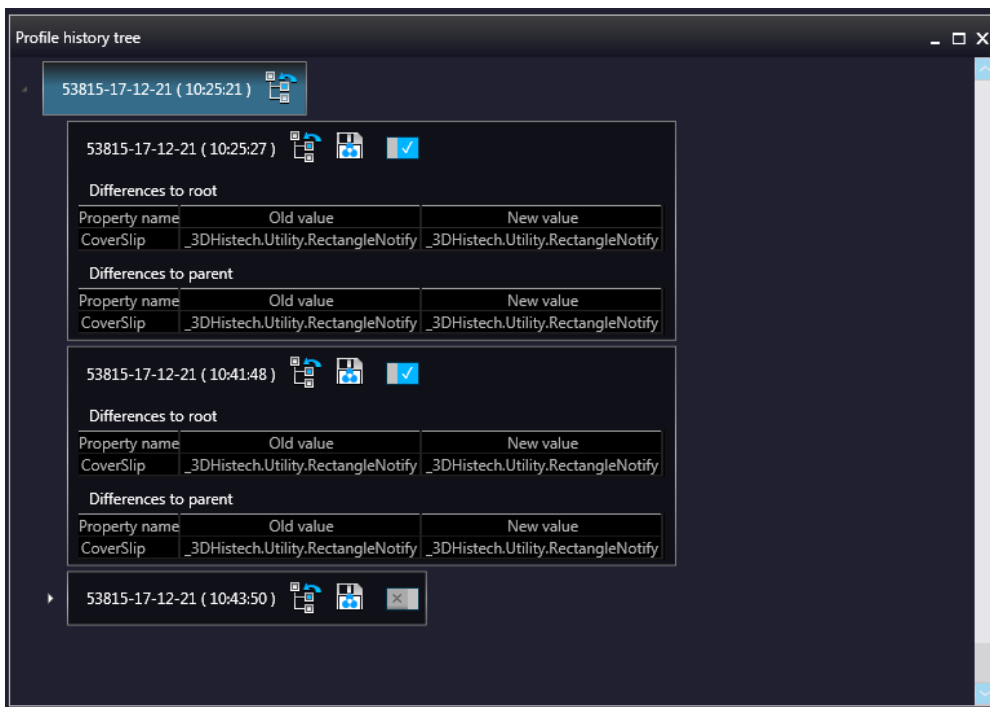 Profile history tree
53815-17-12-21 ( 10:25:21 )
53815-17-12-21 ( 10:25:27 )
Differences to root
Property name Old value New value
CoverSlip _3DHistech.Utility.RectangleNotify _3DHistech.Utility.RectangleNotify
Differences to parent
Property name Old value New value
CoverSlip _3DHistech.Utility.RectangleNotify _3DHistech.Utility.RectangleNotify
53815-17-12-21 ( 10:41:48 )
Differences to root
Property name Old value New value
CoverSlip _3DHistech.Utility.RectangleNotify _3DHistech.Utility.RectangleNotify
Differences to parent
Property name Old value New value
CoverSlip _3DHistech.Utility.RectangleNotify _3DHistech.Utility.RectangleNotify
53815-17-12-21 ( 10:43:50 )